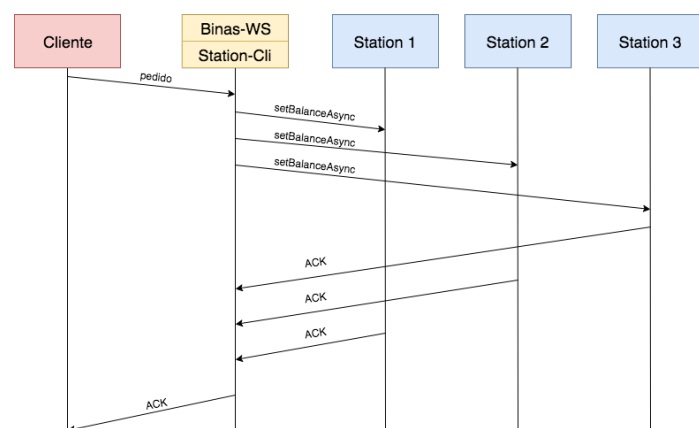 Cliente
Binas-WS
Station-Cli
Station 1
Station 2
Station 3
pedido
setBalanceAsync
setBalanceAsync
setBalanceAsync
ACK
ACK
ACK
ACK